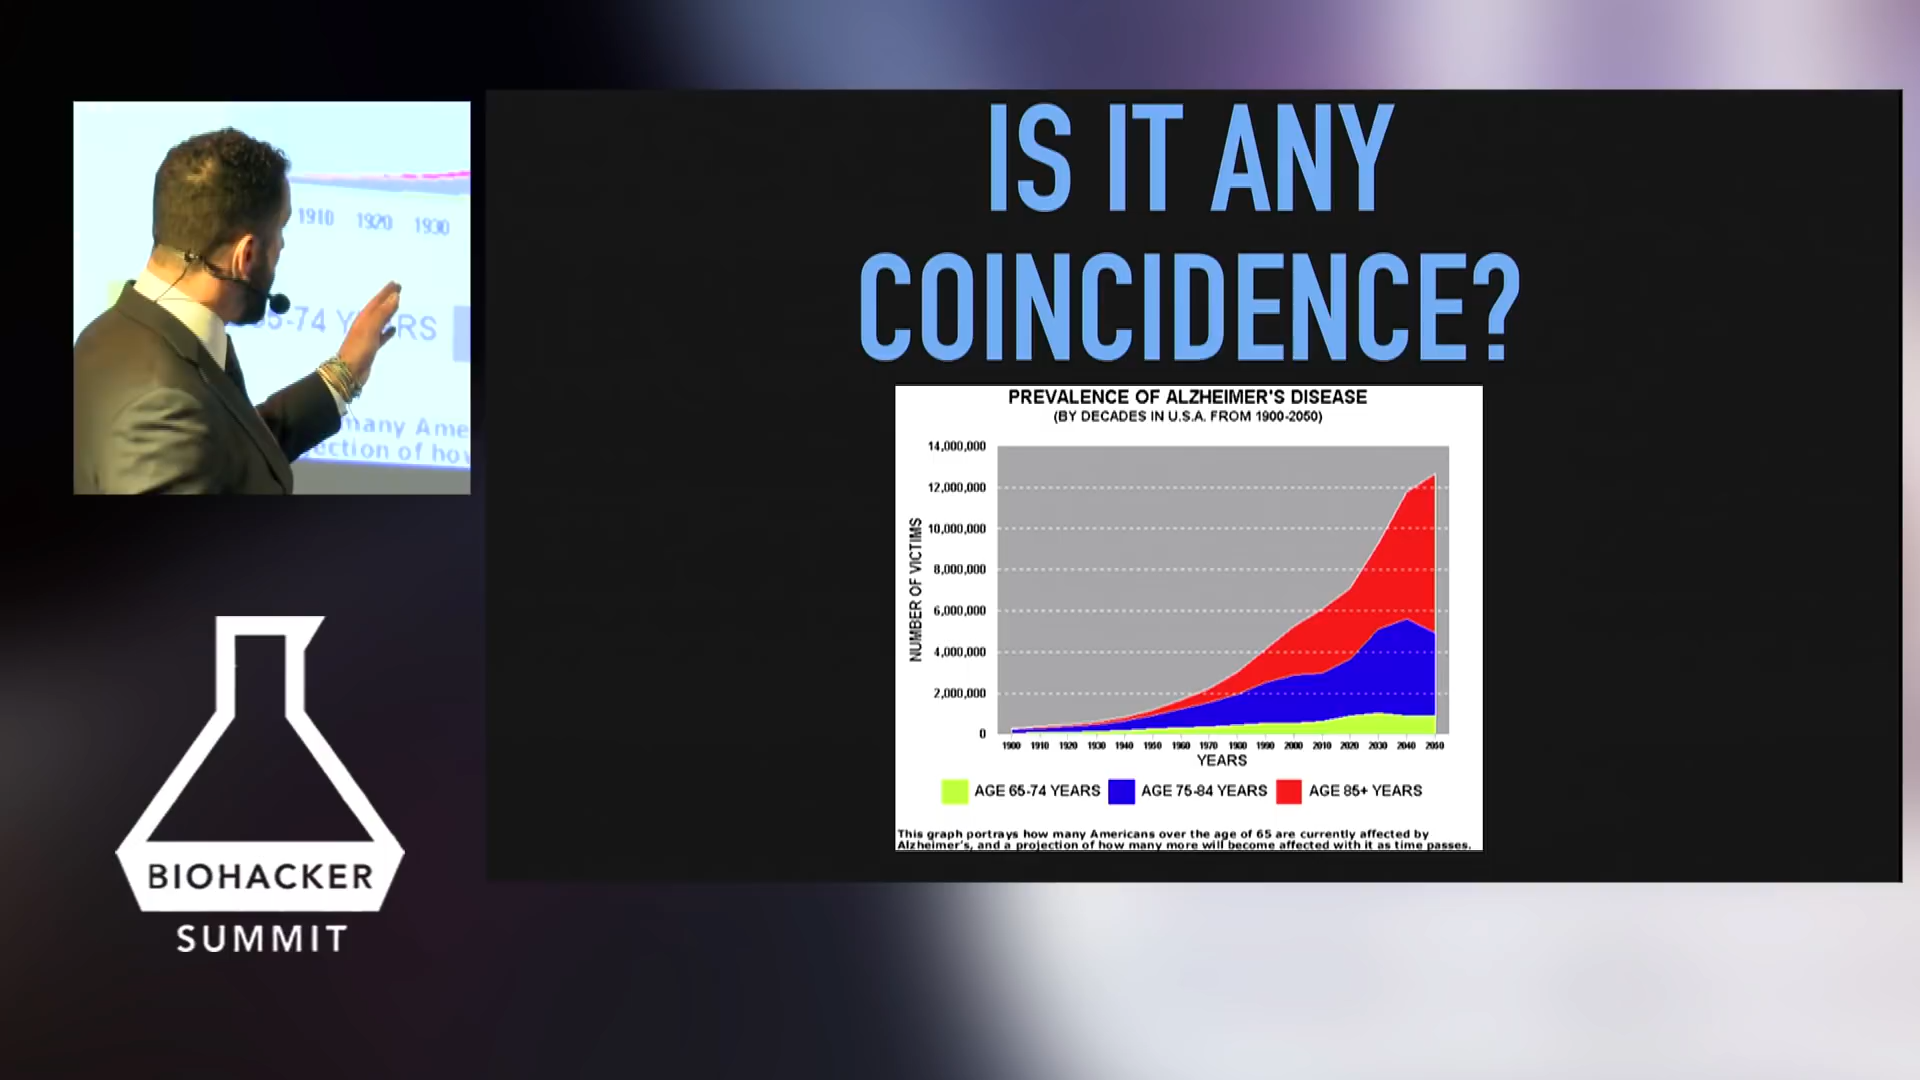 IS IT ANY
COINCIDENCE?
PREVALENCE OF ALZHEIMER'S DISEASE
(BY DECADES IN U.S.A. FROM 1900-2050)
NUMBER OF VICTIMS
14,000,000
12,000,000
10,000,000
8,000,000
6,000,000
4,000,000
2,000,000
0
1900 1910 1920 1930 1940 1950 1960 1970 1980 1990 2000 2010 2020 2030 2040 2050
YEARS
AGE 65-74 YEARS AGE 75-84 YEARS AGE 85+ YEARS
This graph portrays how many Americans over the age of 65 are currently affected by
Alzheimer's, and a projection of how many more will become affected with it as time passes.
1910 1920 1930
5-74
many Ame
ection of how
BIOHACKER
SUMMIT